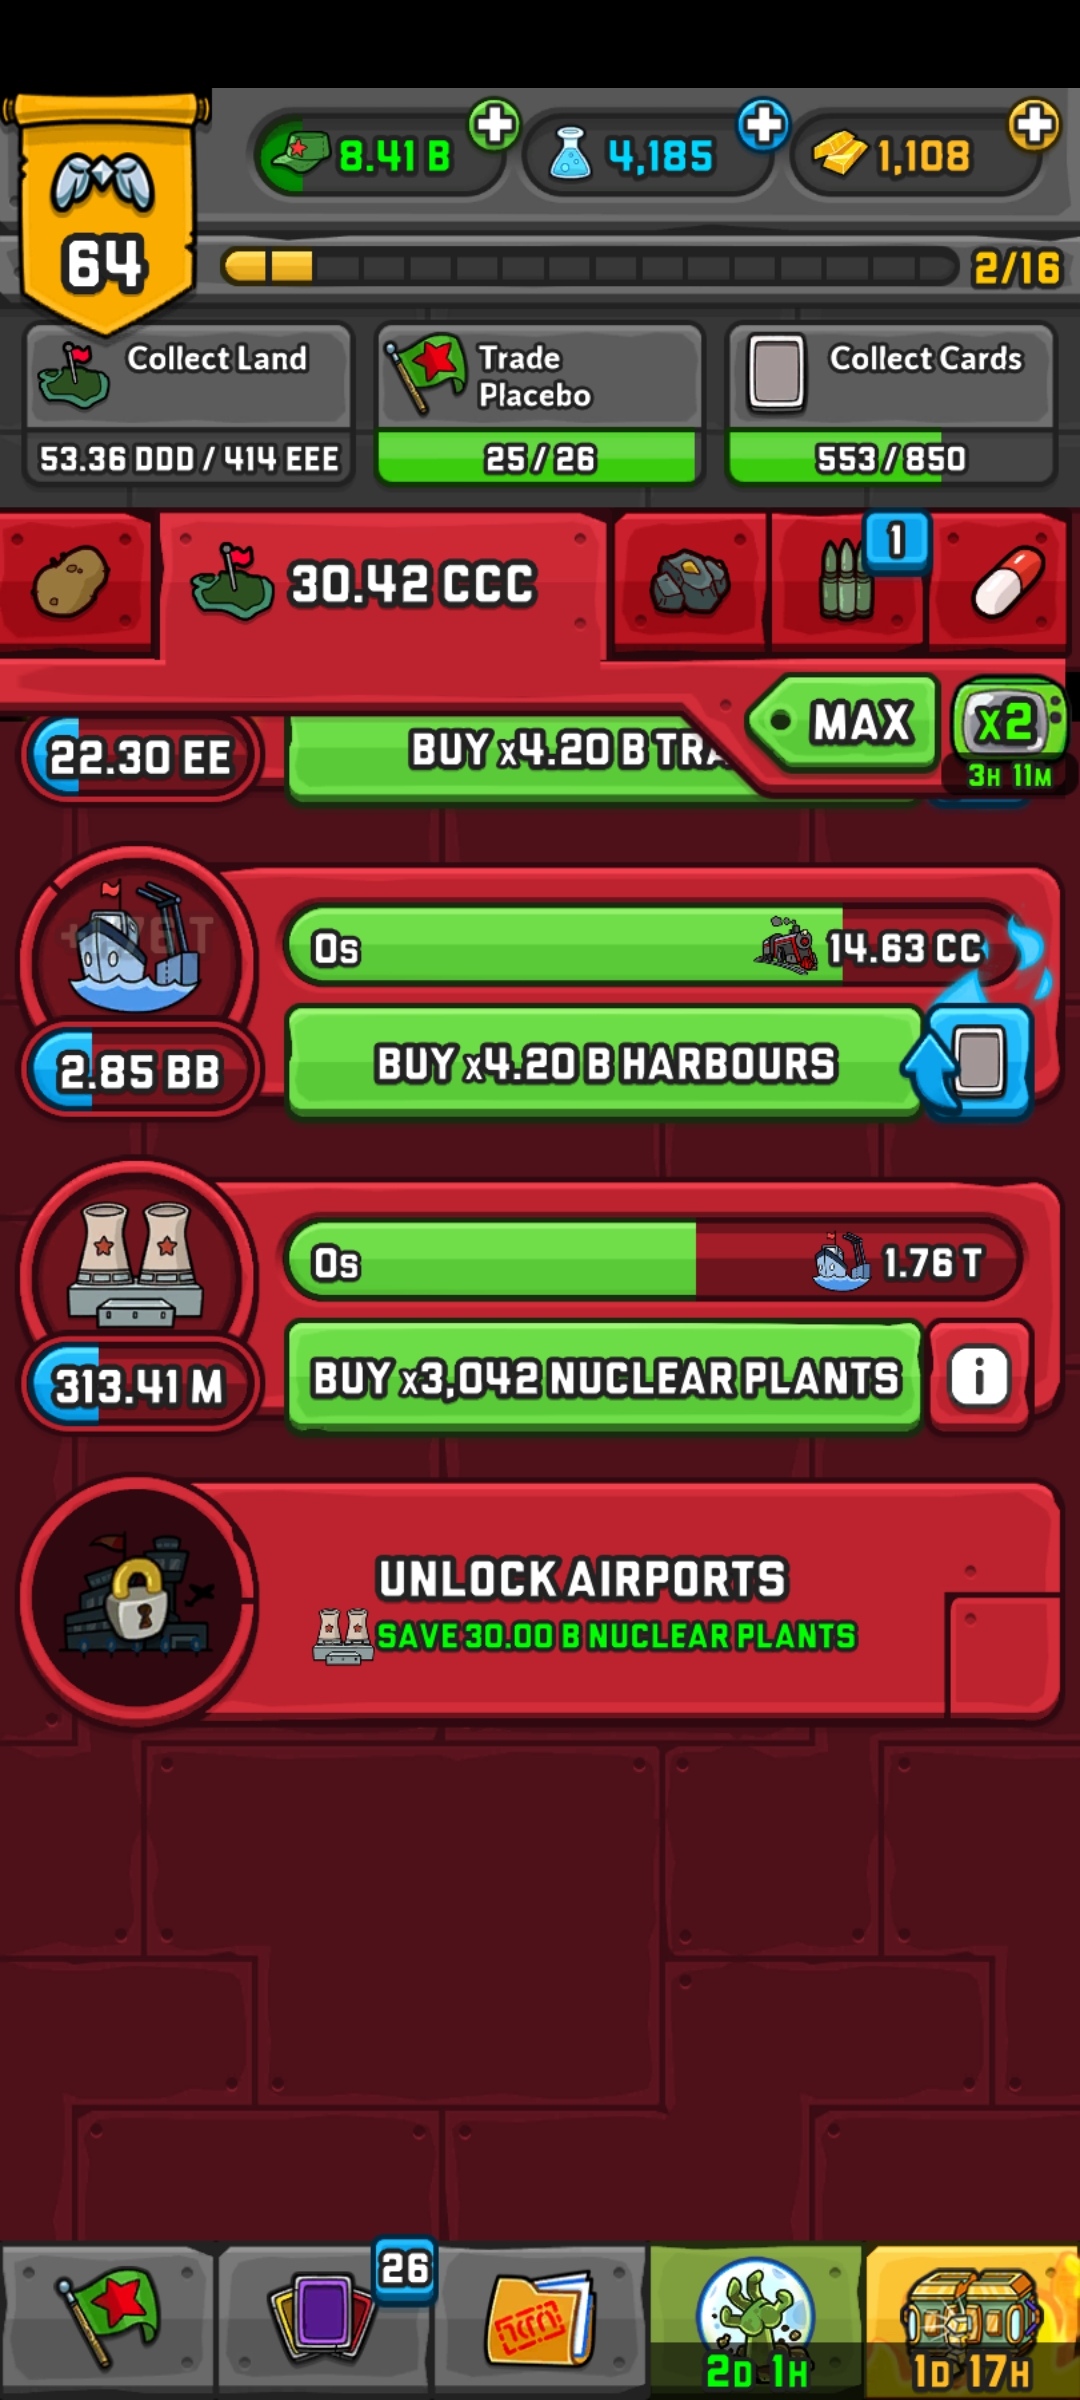 8.41 B
4,185
1,108
64
2/16
Collect Land
53.36 DDD / 414 EEE
Trade
Placebo
25/26
Collect Cards
553/850
30.42 CCC
1
MAX
x2
3H 11M
22.30 EE
BUY x4.20 B
0s
14.63 CC
2.85 BB
BUY x4.20 B HARBOURS
0s
1.76 T
313.41 M
BUY x3,042 NUCLEAR PLANTS
i
UNLOCK AIRPORTS
SAVE 30.00 B NUCLEAR PLANTS
26
2D 1H
1D 17H